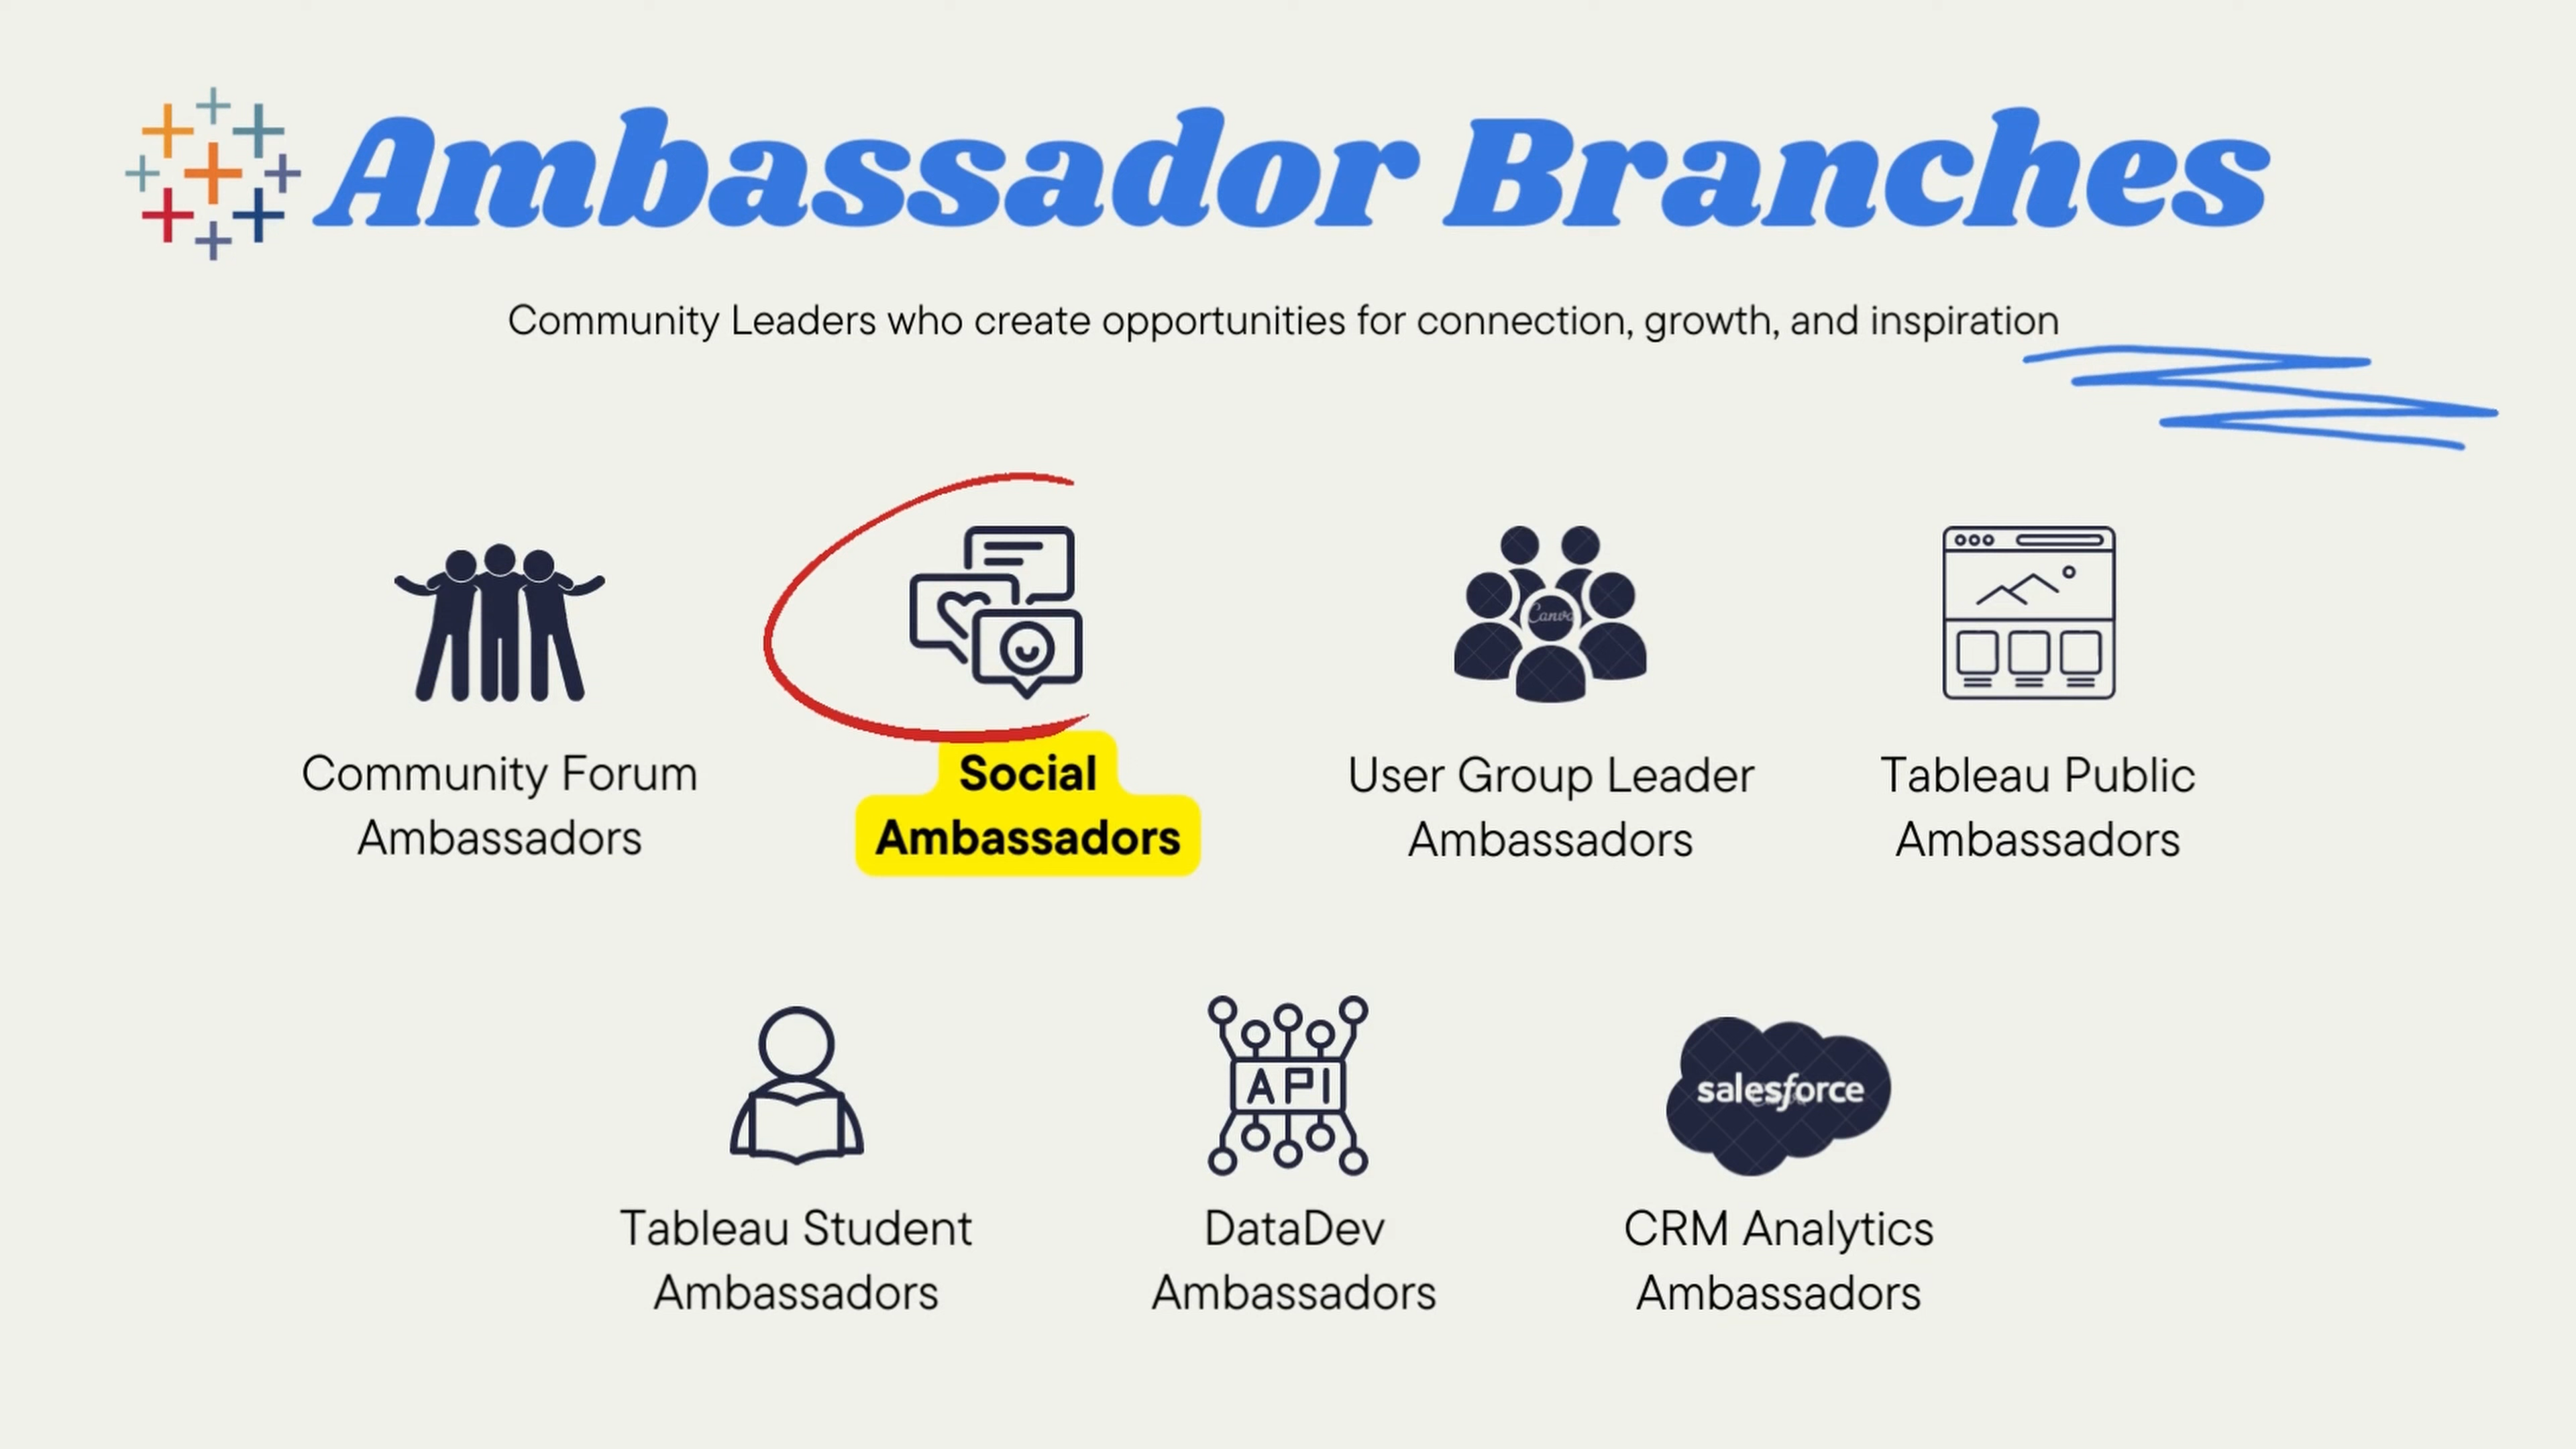 Ambassador Branches
Community Leaders who create opportunities for connection, growth, and inspiration
Canva
Community Forum
Ambassadors
Social
Ambassadors
User Group Leader
Ambassadors
Tableau Public
Ambassadors
API
salesforce
Tableau Student
Ambassadors
DataDev
Ambassadors
CRM Analytics
Ambassadors